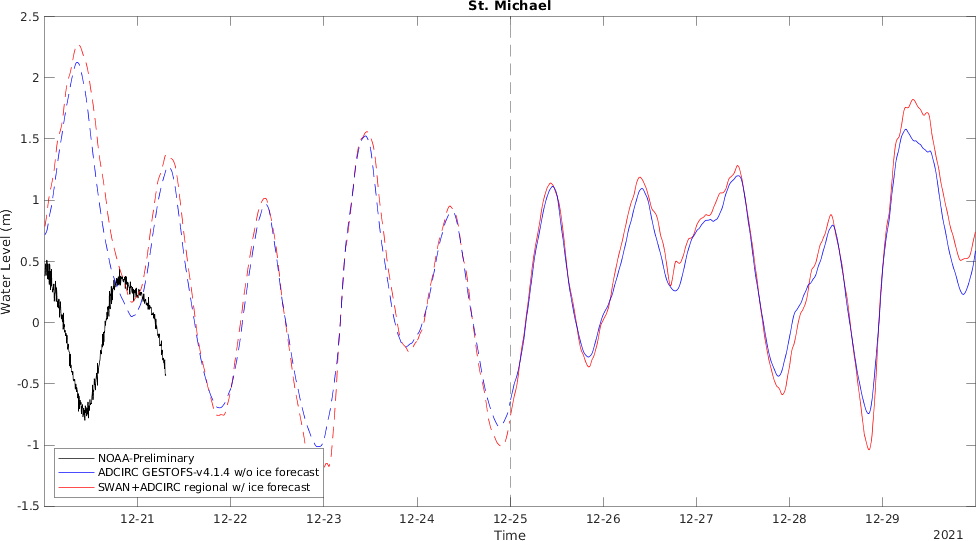 St. Michael
2.5
2
1.5
1
0.5
0
-0.5
-1
-1.5
Water Level (m)
NOAA-Preliminary
ADCIRC GESTOFS-v4.1.4 w/o ice forecast
SWAN+ADCIRC regional w/ ice forecast
12-21 12-22 12-23 12-24 12-25 12-26 12-27 12-28 12-29
Time
2021